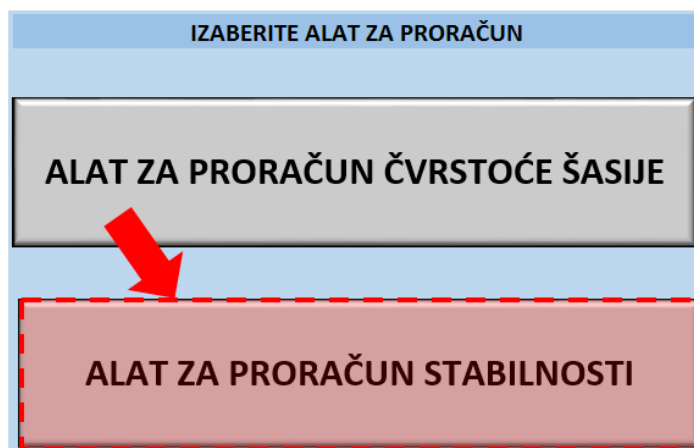 IZABERITE ALAT ZA PRORAČUN
ALAT ZA PRORAČUN ČVRSTOĆE ŠASIJE
ALAT ZA PRORAČUN STABILNOSTI